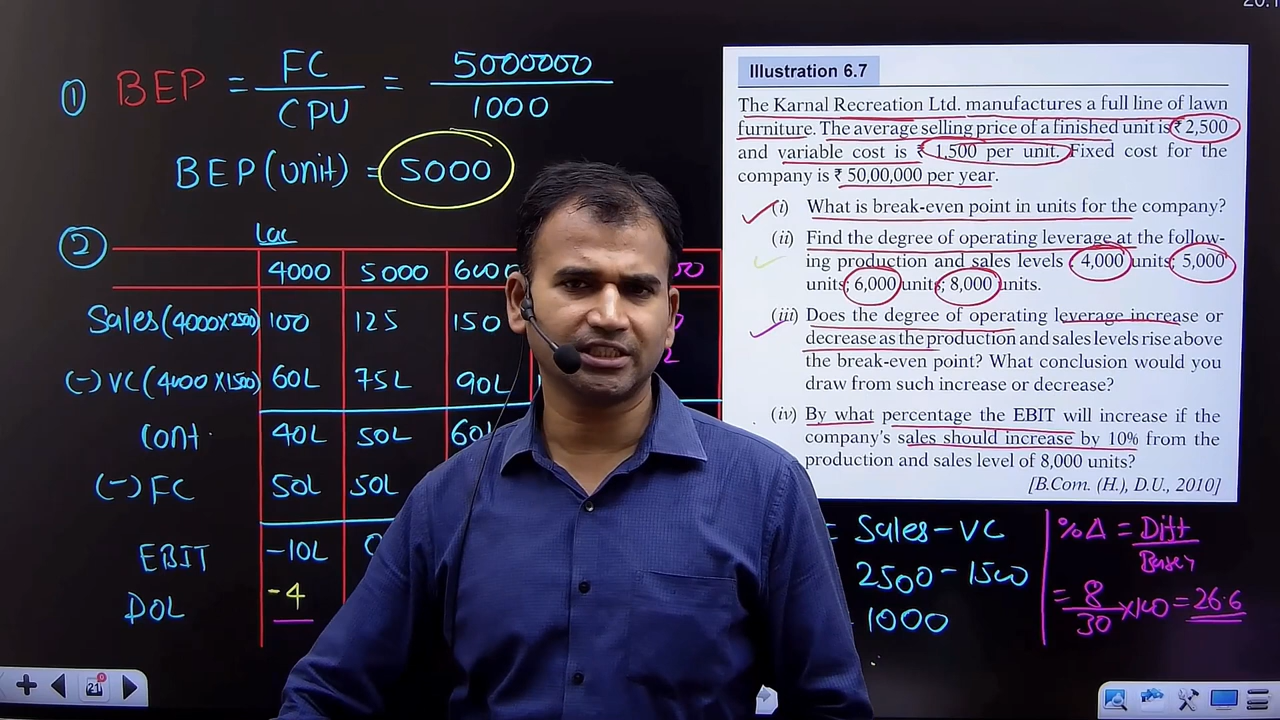 ① BEP = FC / CPU = 5000000 / 1000
BEP (unit) = 5000
②
Lac
4000 5000 6000
Sales (4000x2500) 100 125 150
(-) VC (4000 x 1500) 60L 75L 90L
Cont. 40L 50L 60L
(-) FC 50L 50L
EBIT -10L 0
DOL -4
Illustration 6.7
The Karnal Recreation Ltd. manufactures a full line of lawn
furniture. The average selling price of a finished unit is ₹ 2,500
and variable cost is ₹ 1,500 per unit. Fixed cost for the
company is ₹ 50,00,000 per year.
(i) What is break-even point in units for the company?
(ii) Find the degree of operating leverage at the follow-
ing production and sales levels 4,000 units; 5,000
units; 6,000 units; 8,000 units.
(iii) Does the degree of operating leverage increase or
decrease as the production and sales levels rise above
the break-even point? What conclusion would you
draw from such increase or decrease?
(iv) By what percentage the EBIT will increase if the
company's sales should increase by 10% from the
production and sales level of 8,000 units?
[B.Com. (H.), D.U., 2010]
= Sales - VC
2500 - 1500
1000
%Δ = Diff
= 8 / 30 x 100 = 26.6
21